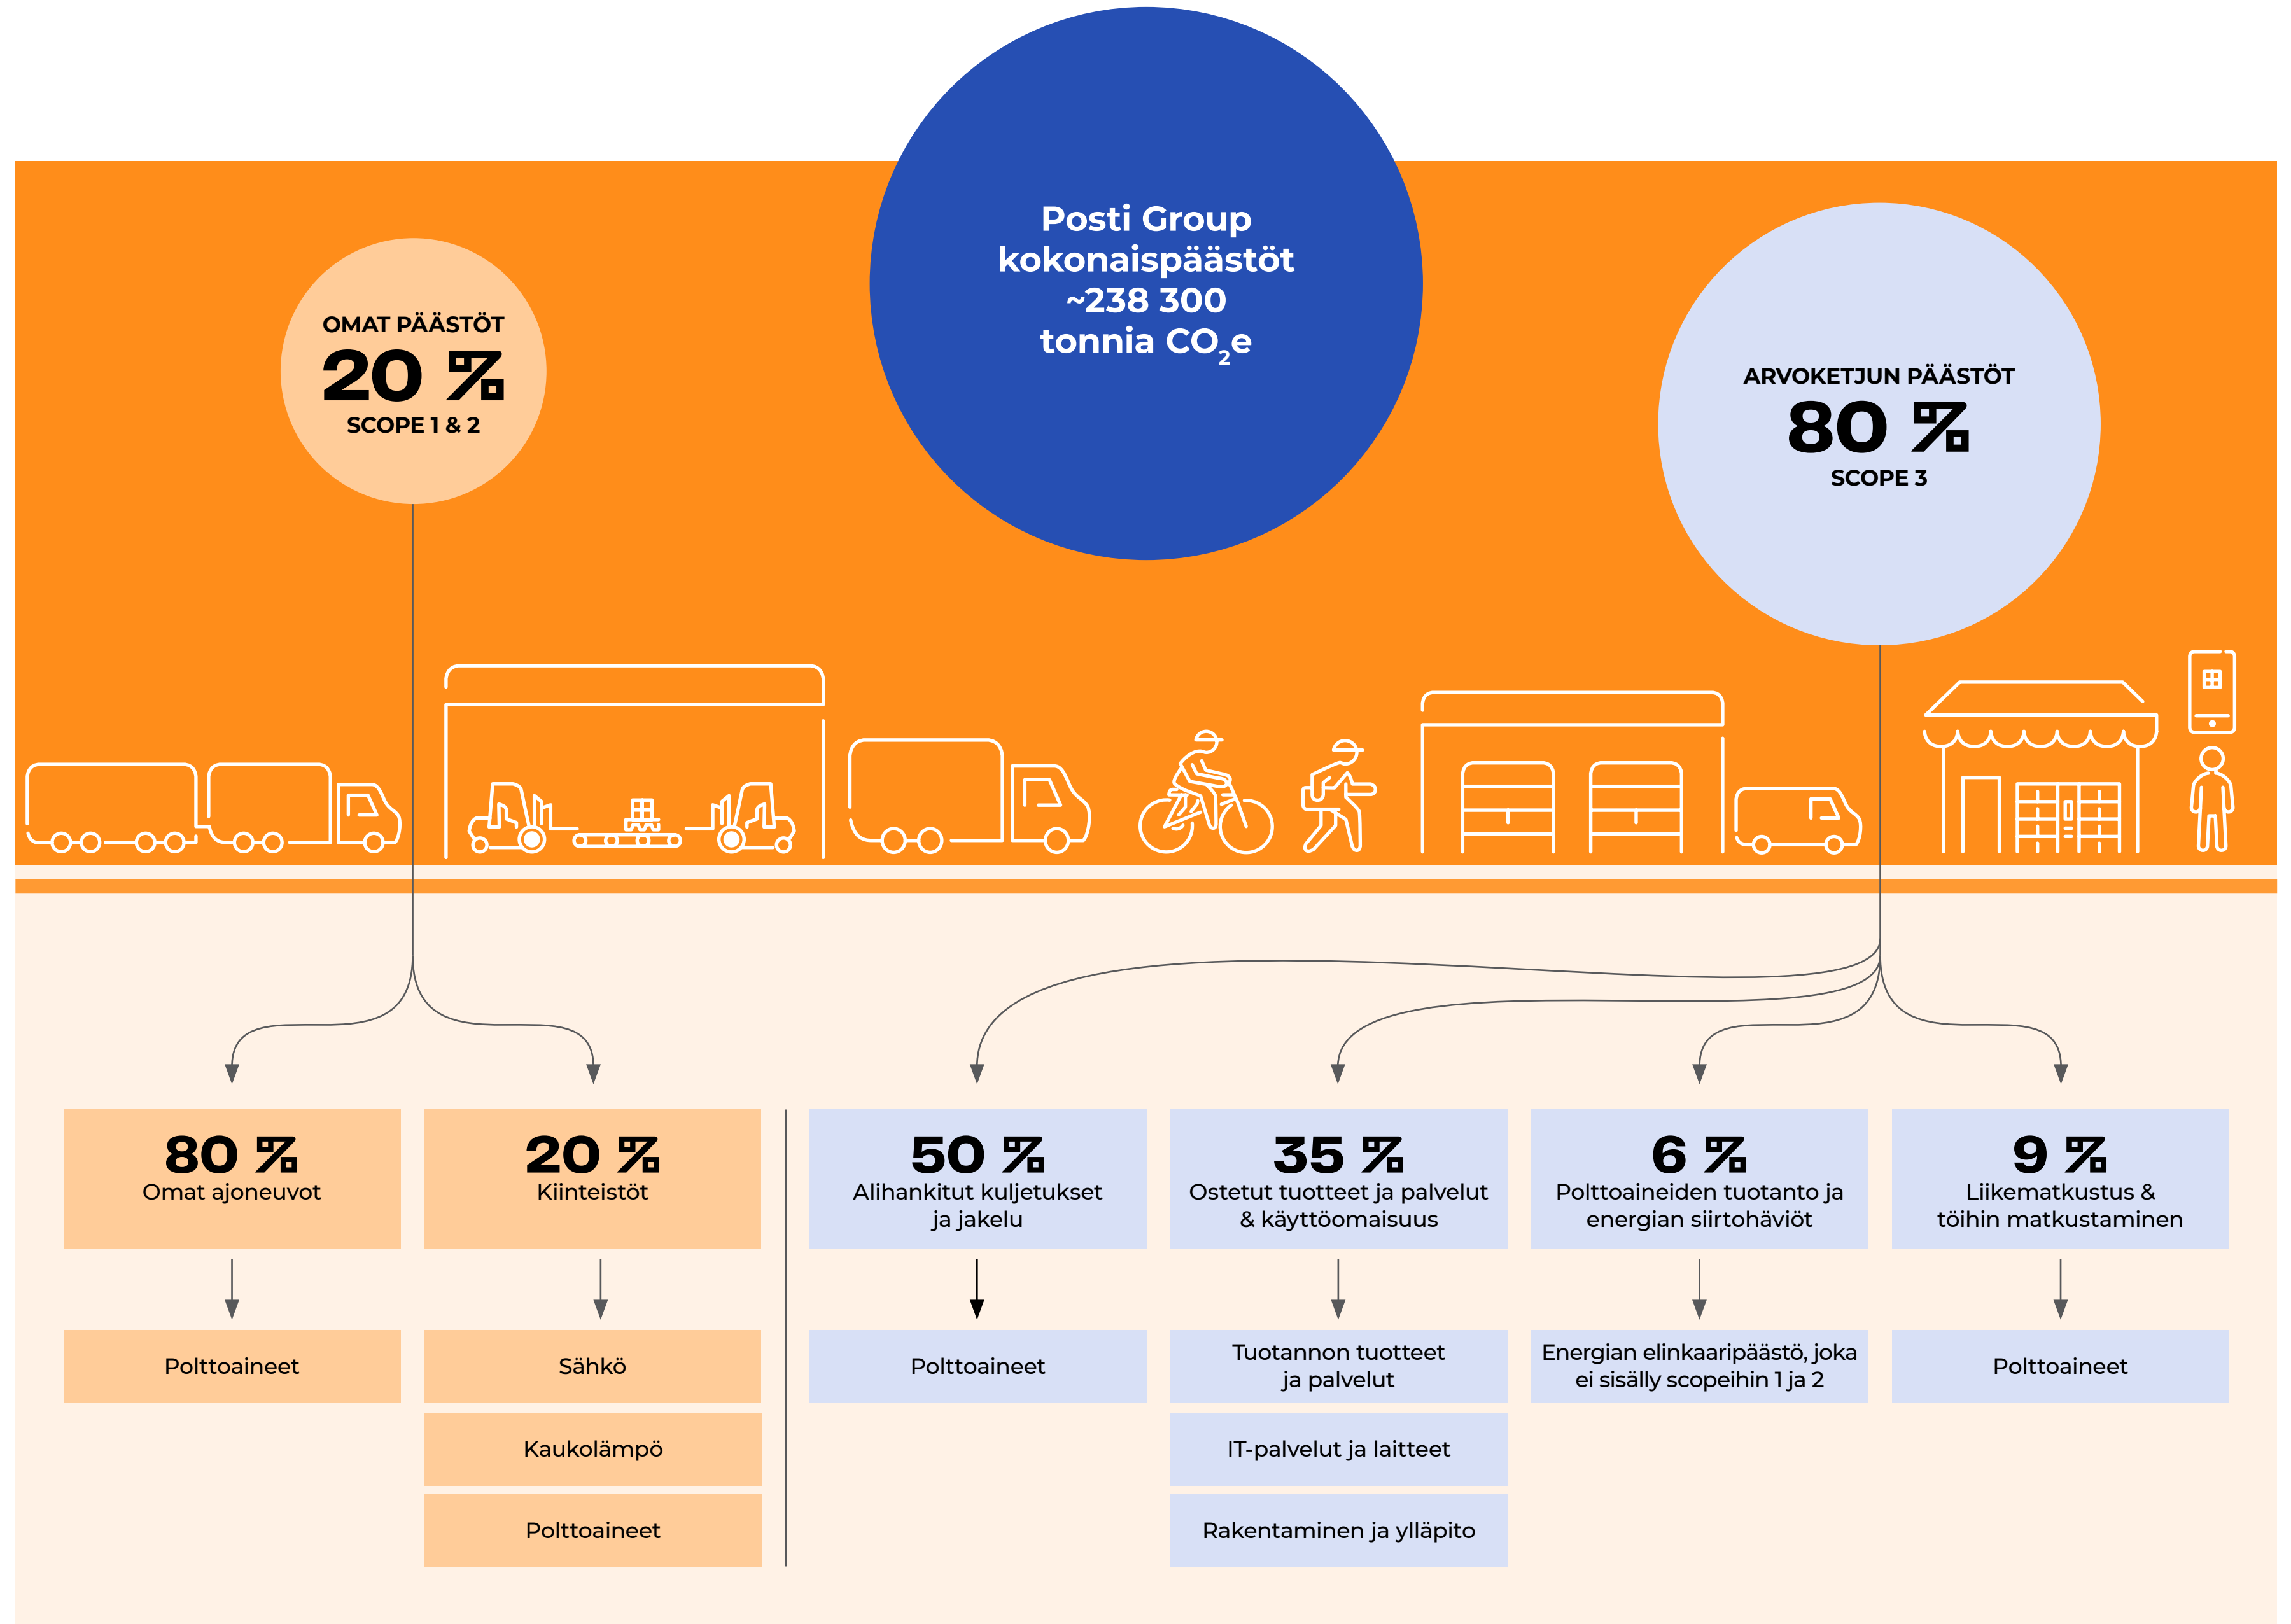 Posti Group
kokonaispäästöt
~238 300
tonnia CO₂e
OMAT PÄÄSTÖT
20 %
SCOPE 1 & 2
ARVOKETJUN PÄÄSTÖT
80 %
SCOPE 3
80 %
Omat ajoneuvot
Polttoaineet
20 %
Kiinteistöt
Sähkö
Kaukolämpö
Polttoaineet
50 %
Alihankitut kuljetukset
ja jakelu
Polttoaineet
35 %
Ostetut tuotteet ja palvelut
& käyttöomaisuus
Tuotannon tuotteet
ja palvelut
IT-palvelut ja laitteet
Rakentaminen ja ylläpito
6 %
Polttoaineiden tuotanto ja
energian siirtohäviöt
Energian elinkaaripäästö, joka
ei sisälly scopeihin 1 ja 2
9 %
Liikematkustus &
töihin matkustaminen
Polttoaineet